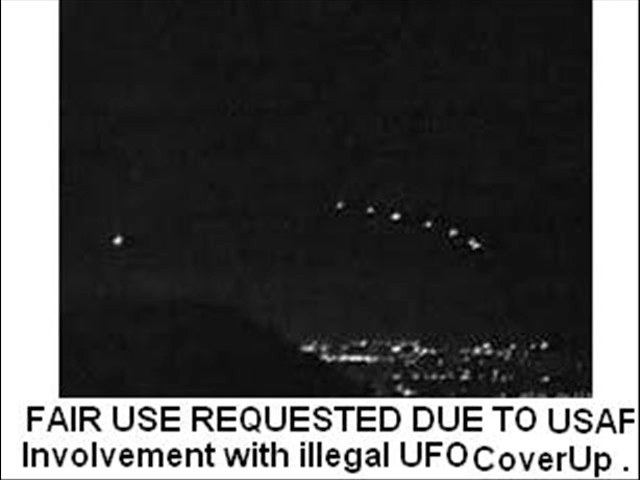 FAIR USE REQUESTED DUE TO USAF
Involvement with illegal UFO CoverUp .